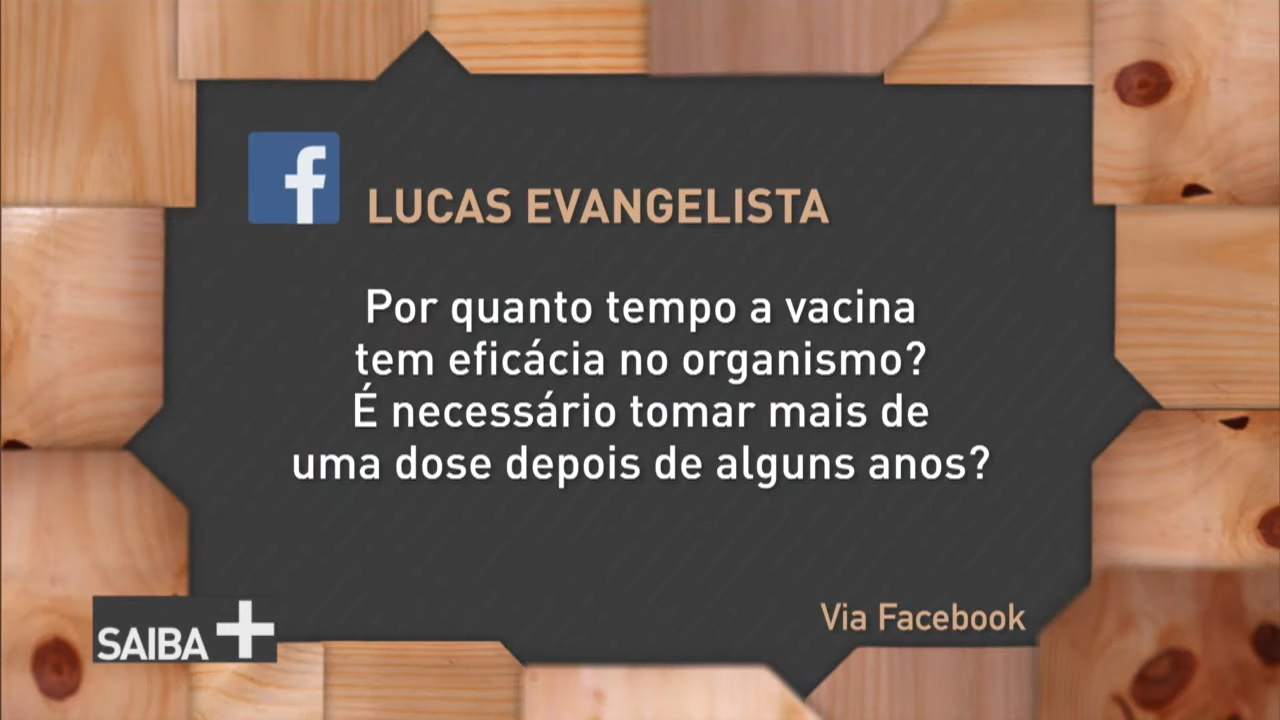 LUCAS EVANGELISTA
Por quanto tempo a vacina
tem eficácia no organismo?
É necessário tomar mais de
uma dose depois de alguns anos?
Via Facebook
SAIBA+